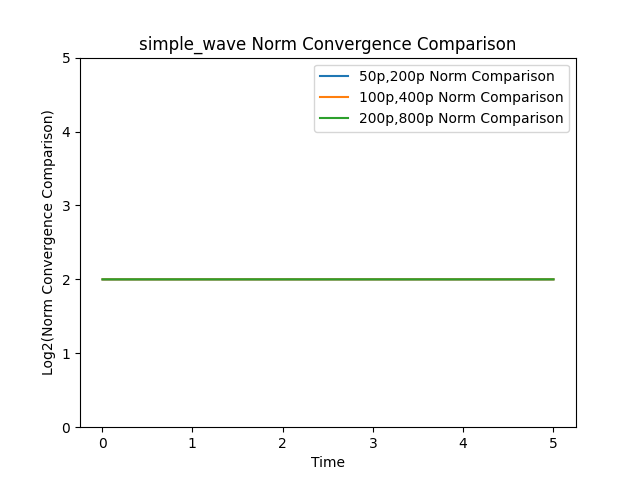 simple_wave Norm Convergence Comparison
Log2(Norm Convergence Comparison)
5
4
3
2
1
0
50p,200p Norm Comparison
100p,400p Norm Comparison
200p,800p Norm Comparison
0 1 2 3 4 5
Time